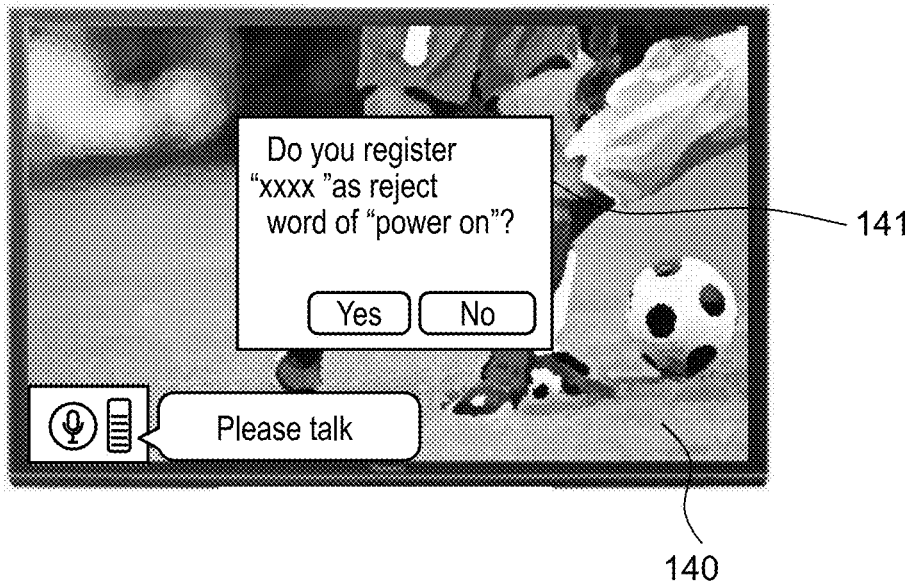 Do you register
“xxxx ”as reject
word of “power on”?
Yes No
141
Please talk
140